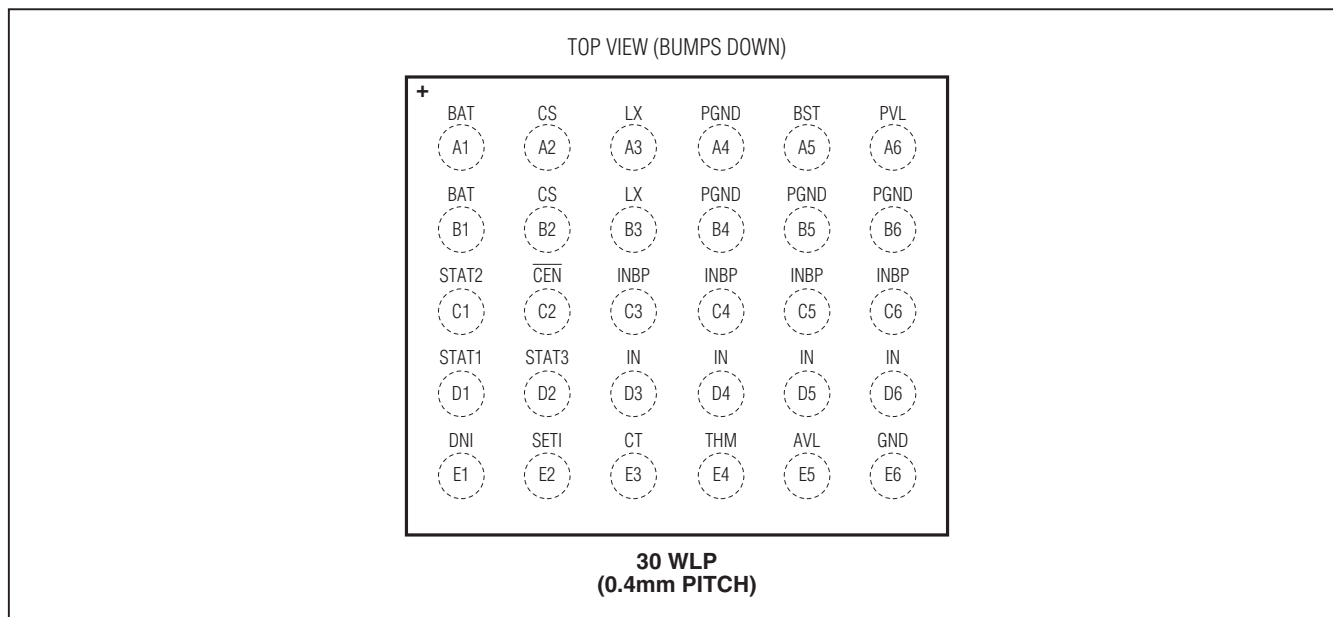 TOP VIEW (BUMPS DOWN)
+
BAT CS LX PGND BST PVL
A1 A2 A3 A4 A5 A6
BAT CS LX PGND PGND PGND
B1 B2 B3 B4 B5 B6
STAT2 C̅E̅N̅ INBP INBP INBP INBP
C1 C2 C3 C4 C5 C6
STAT1 STAT3 IN IN IN IN
D1 D2 D3 D4 D5 D6
DNI SETI CT THM AVL GND
E1 E2 E3 E4 E5 E6
30 WLP
(0.4mm PITCH)